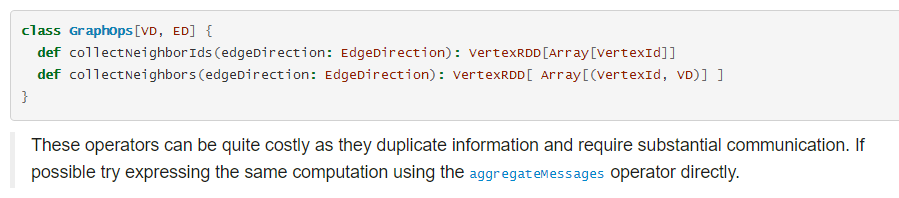 class GraphOps[VD, ED] {
  def collectNeighborIds(edgeDirection: EdgeDirection): VertexRDD[Array[VertexId]]
  def collectNeighbors(edgeDirection: EdgeDirection): VertexRDD[ Array[(VertexId, VD)] ]
}
These operators can be quite costly as they duplicate information and require substantial communication. If
possible try expressing the same computation using the aggregateMessages operator directly.